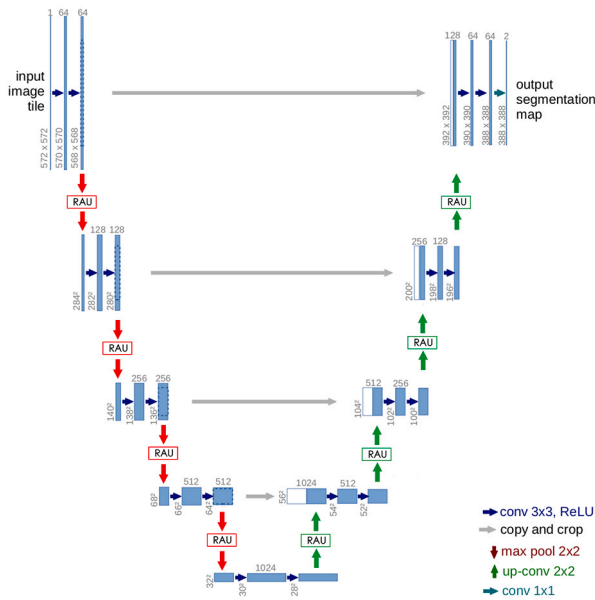 1 64 64
128 64 64 2
input
image
tile
output
segmentation
map
572 x 572
570 x 570
568 x 568
392 x 392
390 x 390
388 x 388
388 x 388
RAU
RAU
128 128
256 128
284²
282²
280²
200²
198²
196²
RAU
RAU
256 256
512 256
140²
138²
136²
104²
102²
100²
RAU
RAU
512 512
1024 512
68²
66²
64²
56²
54²
52²
RAU
RAU
1024
32²
30²
28²
conv 3x3, ReLU
copy and crop
max pool 2x2
up-conv 2x2
conv 1x1